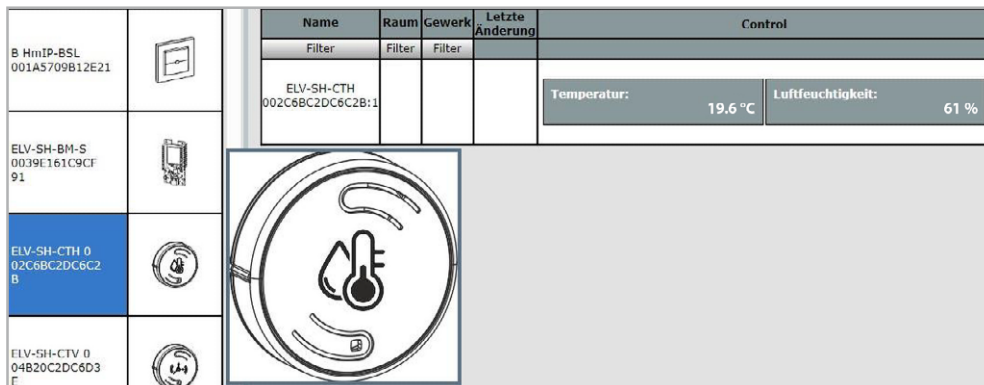 B HmIP-BSL
001A5709B12E21
ELV-SH-BM-S
0039E161C9CF
91
ELV-SH-CTH 0
02C6BC2DC6C2
B
ELV-SH-CTV 0
04B20C2DC6D3
E
Name Raum Gewerk Letzte Änderung Control
Filter Filter Filter
ELV-SH-CTH
002C6BC2DC6C2B:1
Temperatur: Luftfeuchtigkeit:
19.6 °C 61 %